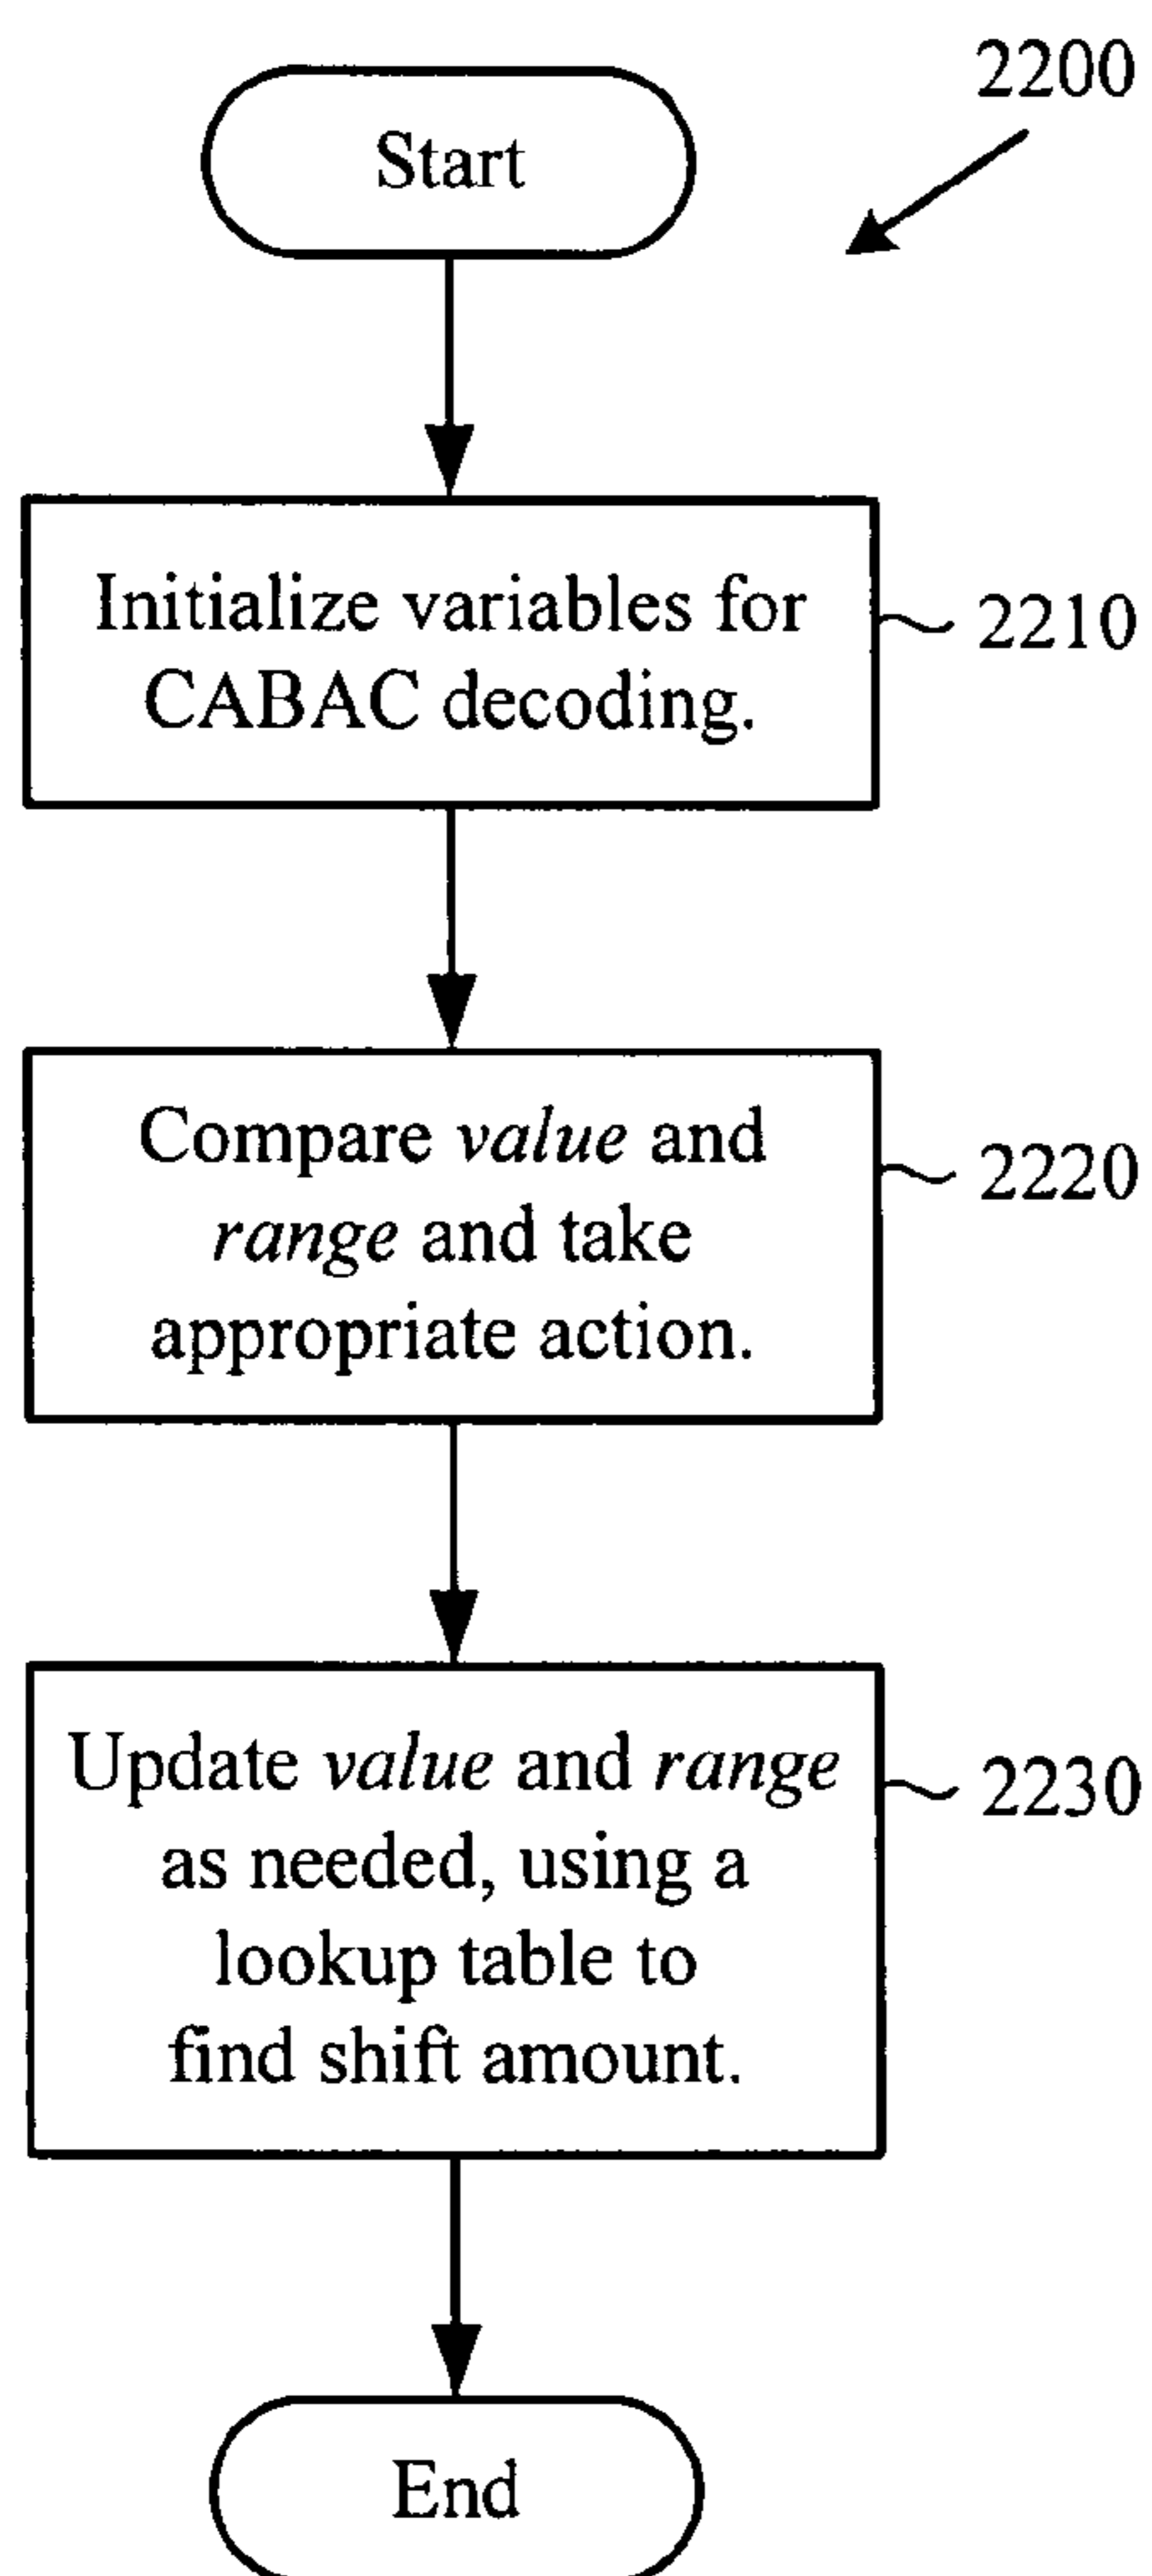 2200
Start
Initialize variables for
CABAC decoding.
2210
Compare value and
range and take
appropriate action.
2220
Update value and range
as needed, using a
lookup table to
find shift amount.
2230
End